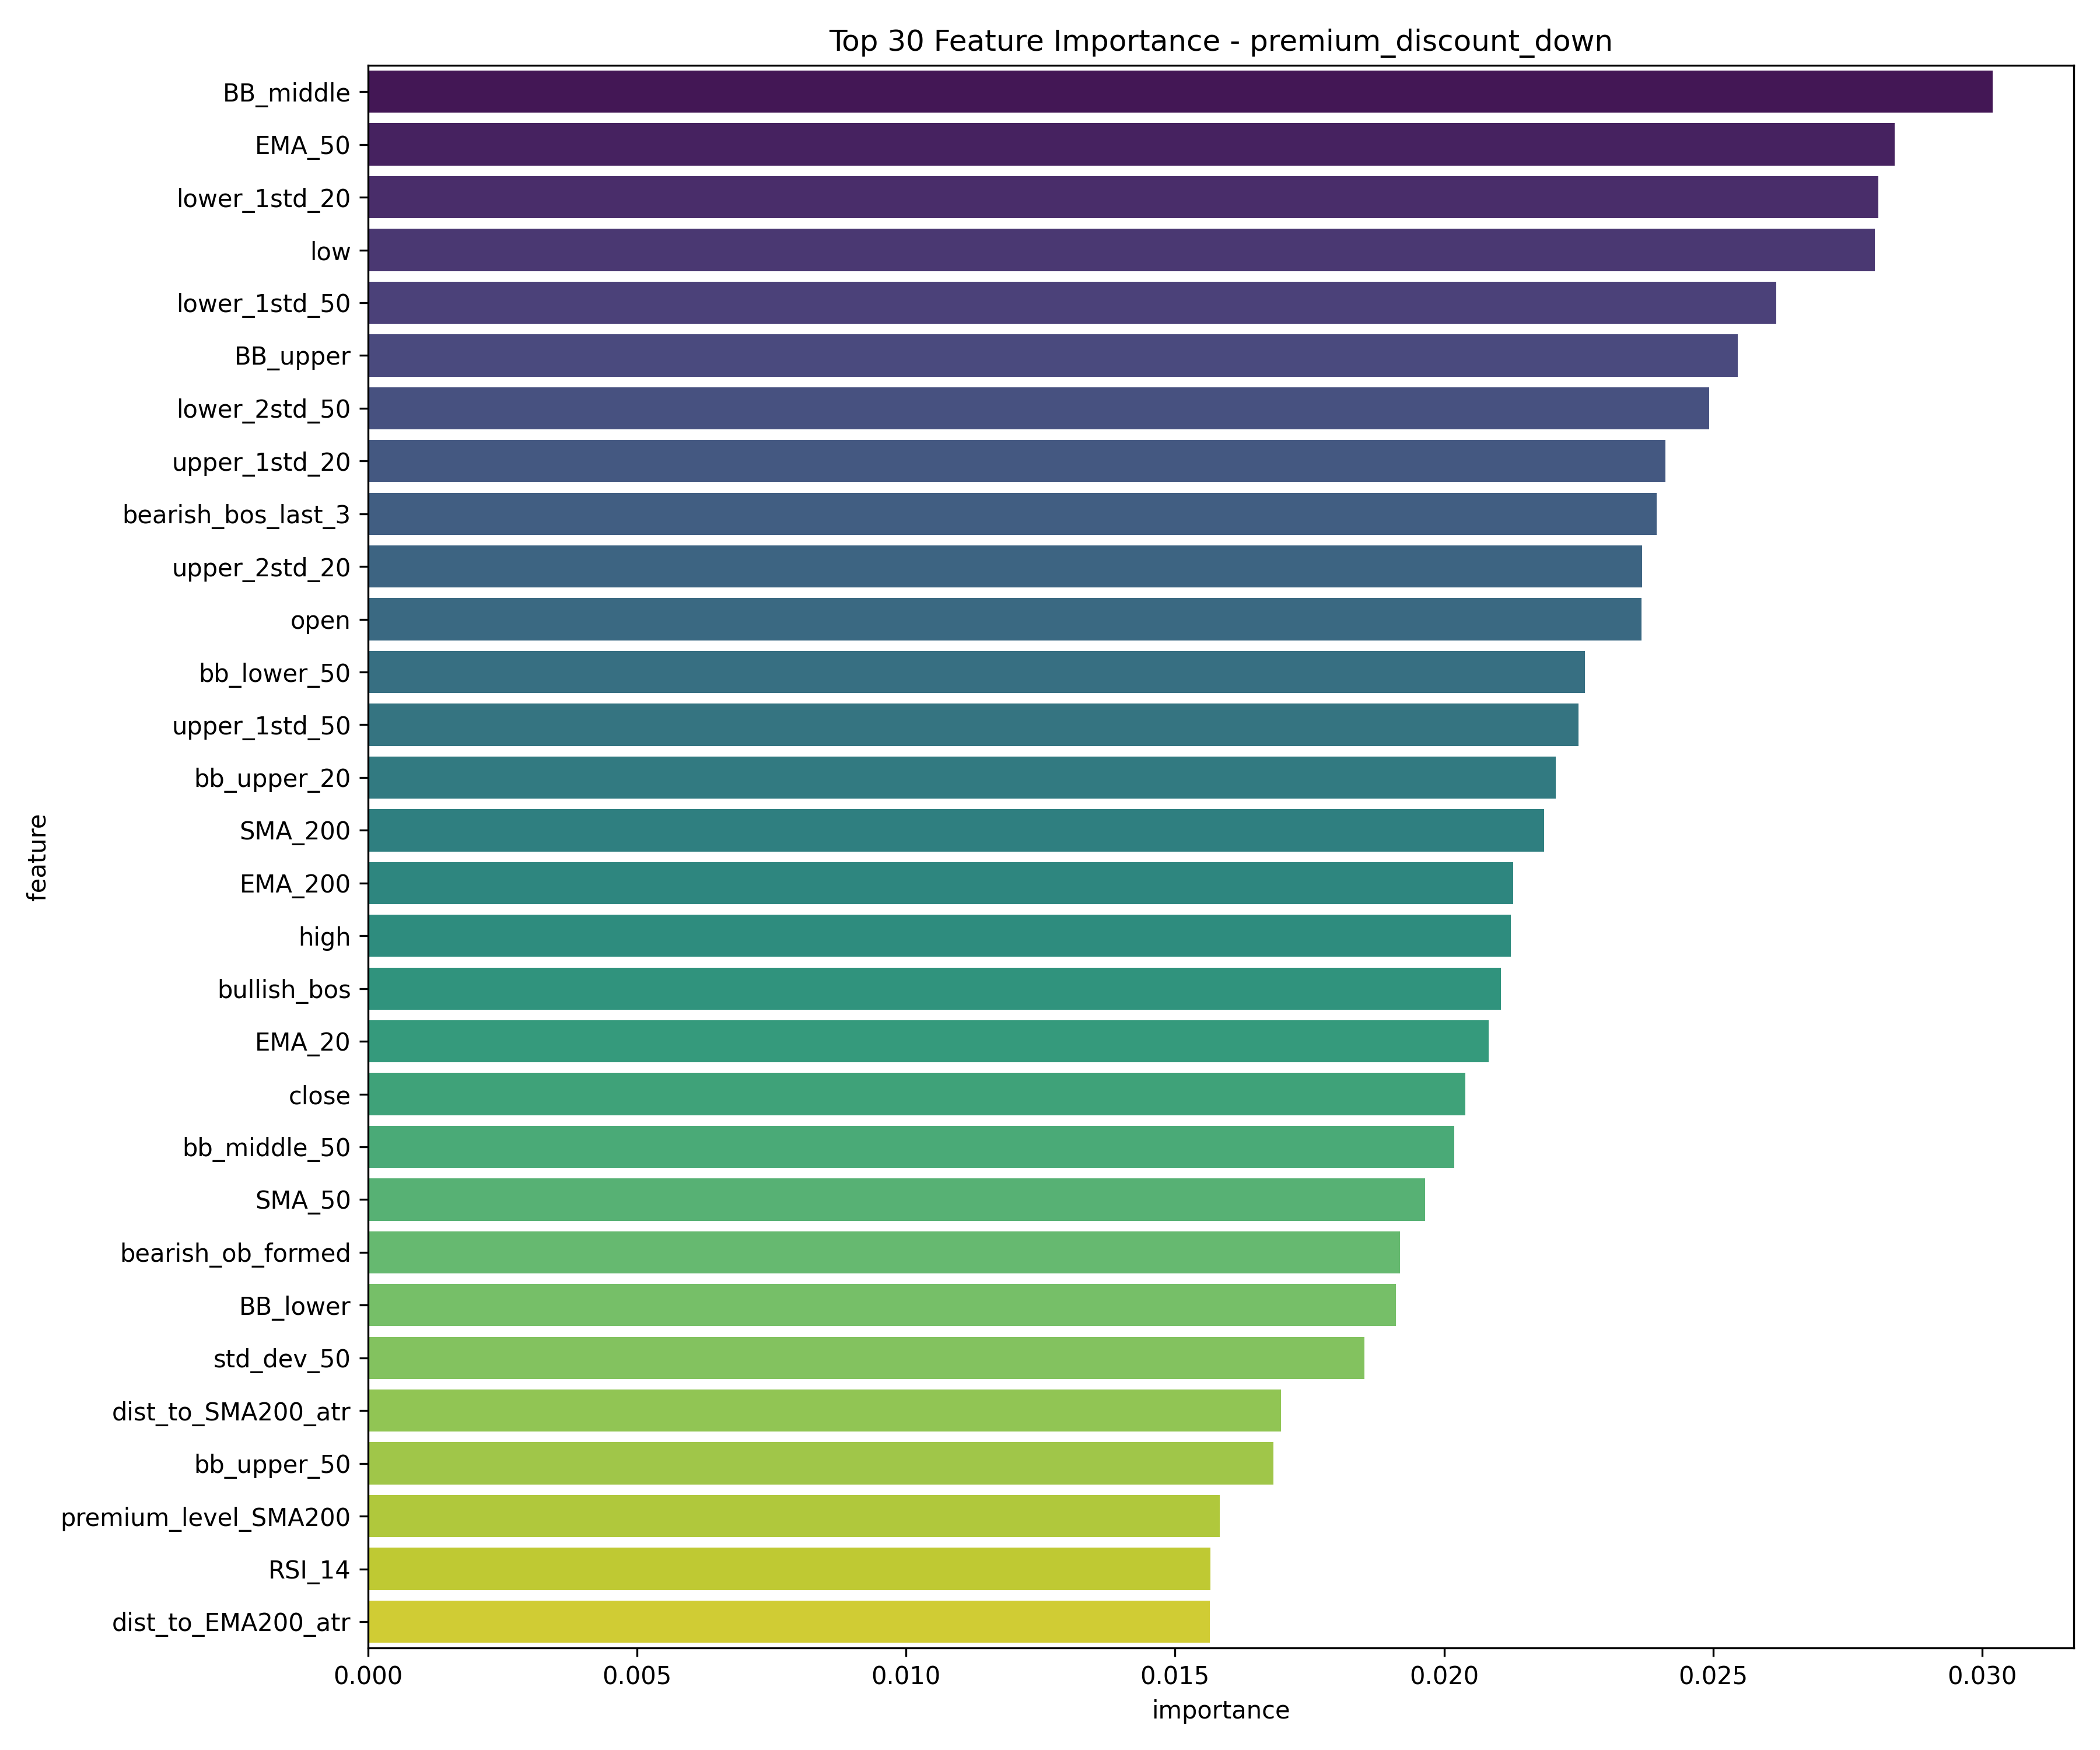 Top 30 Feature Importance - premium_discount_down
BB_middle
EMA_50
lower_1std_20
low
lower_1std_50
BB_upper
lower_2std_50
upper_1std_20
bearish_bos_last_3
upper_2std_20
open
bb_lower_50
upper_1std_50
bb_upper_20
SMA_200
EMA_200
high
bullish_bos
EMA_20
close
bb_middle_50
SMA_50
bearish_ob_formed
BB_lower
std_dev_50
dist_to_SMA200_atr
bb_upper_50
premium_level_SMA200
RSI_14
dist_to_EMA200_atr
feature
0.000 0.005 0.010 0.015 0.020 0.025 0.030
importance